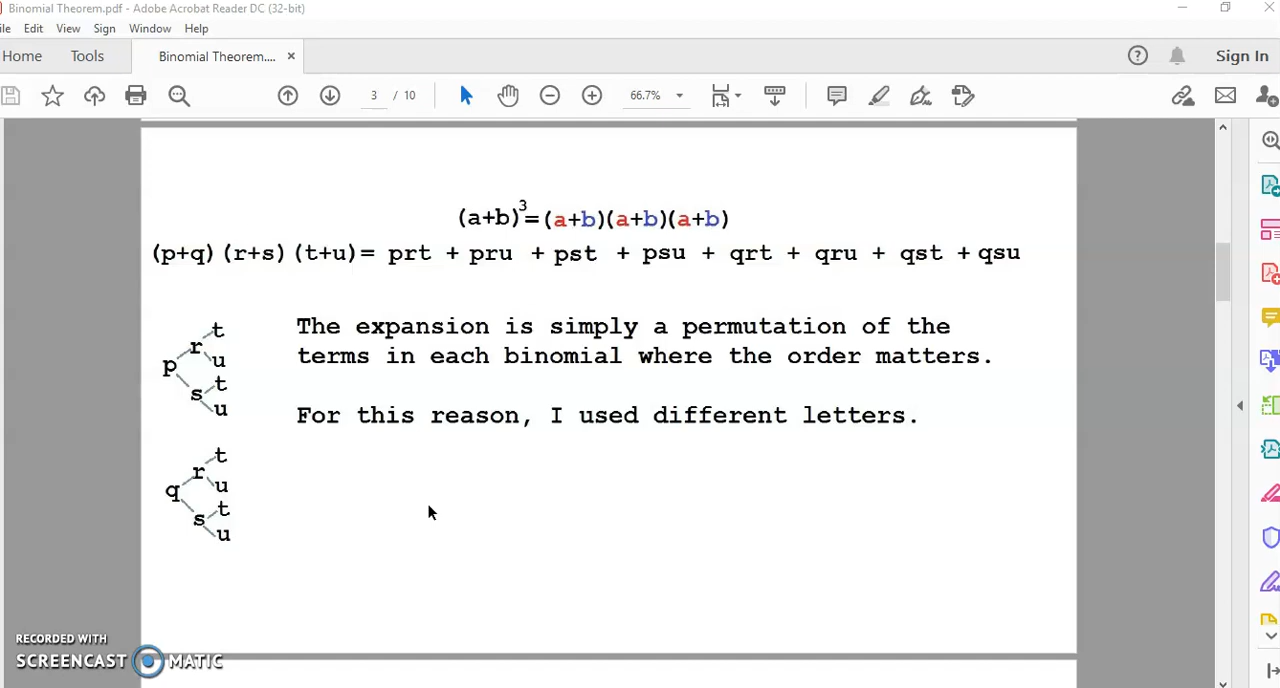 Binomial Theorem.pdf - Adobe Acrobat Reader DC (32-bit)
ile Edit View Sign Window Help
Home Tools Binomial Theorem.... × Sign In
3 / 10 66.7%
(a+b)³=(a+b)(a+b)(a+b)
(p+q)(r+s)(t+u)= prt + pru + pst + psu + qrt + qru + qst + qsu
t
r
u
p
t
s
u
The expansion is simply a permutation of the
terms in each binomial where the order matters.
For this reason, I used different letters.
t
r
u
q
t
s
u
RECORDED WITH
SCREENCAST MATIC